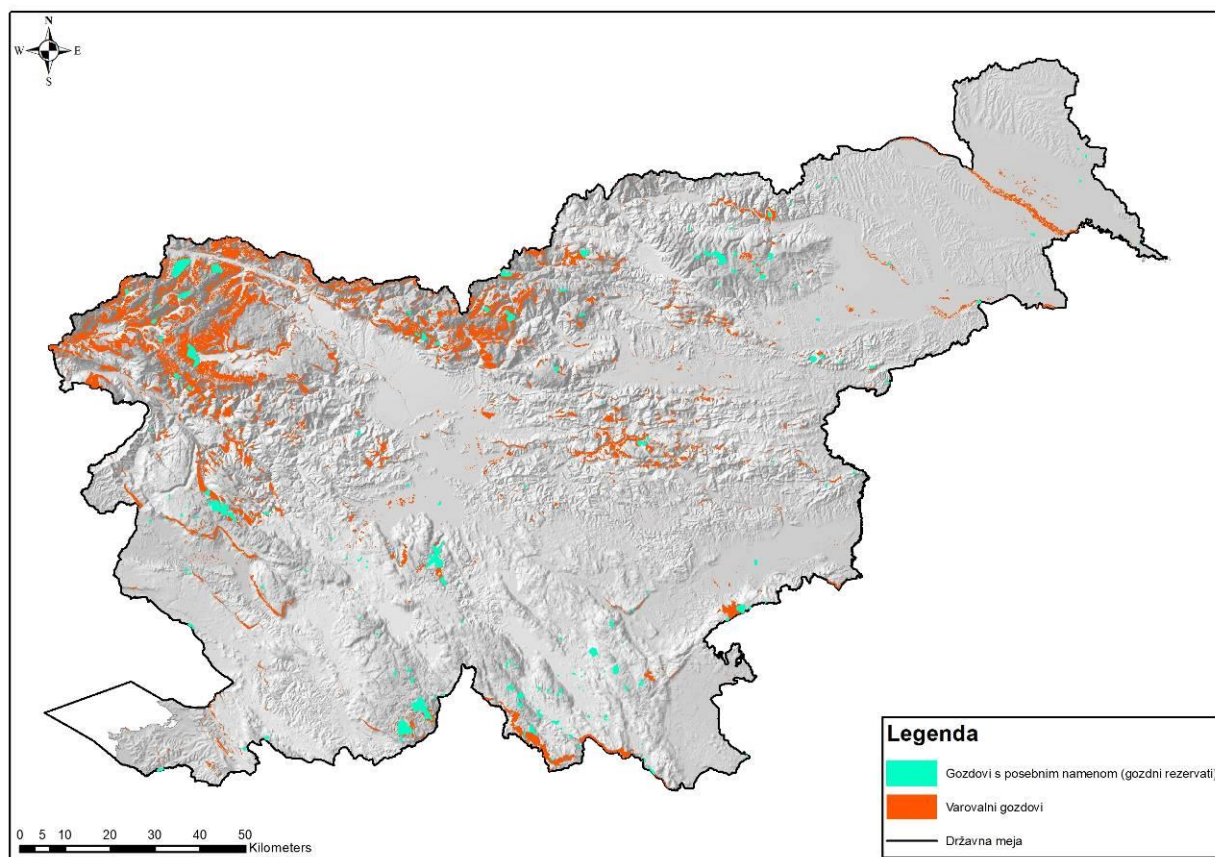 N
W E
S
Legenda
Gozdovi s posebnim namenom (gozdni rezervati)
Varovalni gozdovi
Državna meja
0 5 10 20 30 40 50
Kilometers